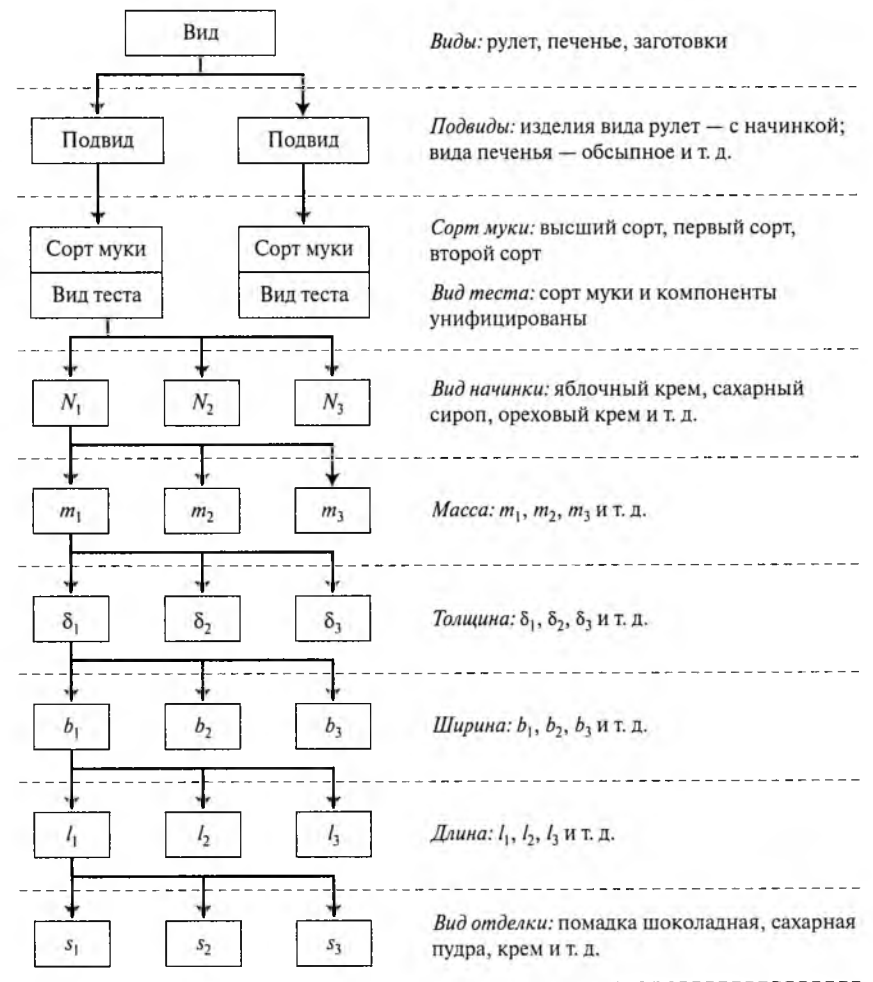 Вид
Виды: рулет, печенье, заготовки
Подвид
Подвид
Подвиды: изделия вида рулет — с начинкой;
вида печенья — обсыпное и т. д.
Сорт муки
Сорт муки
Сорт муки: высший сорт, первый сорт,
второй сорт
Вид теста
Вид теста
Вид теста: сорт муки и компоненты
унифицированы
N₁
N₂
N₃
Вид начинки: яблочный крем, сахарный
сироп, ореховый крем и т. д.
m₁
m₂
m₃
Масса: m₁, m₂, m₃ и т. д.
δ₁
δ₂
δ₃
Толщина: δ₁, δ₂, δ₃ и т. д.
b₁
b₂
b₃
Ширина: b₁, b₂, b₃ и т. д.
l₁
l₂
l₃
Длина: l₁, l₂, l₃ и т. д.
s₁
s₂
s₃
Вид отделки: помадка шоколадная, сахарная
пудра, крем и т. д.